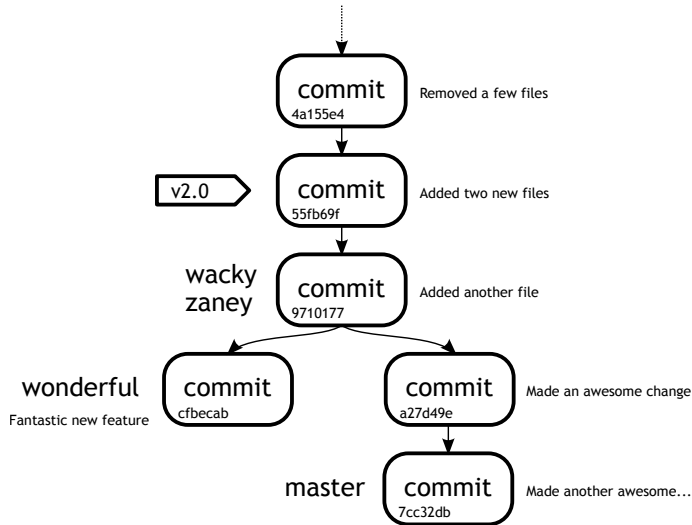 commit
4a155e4
Removed a few files
v2.0
commit
55fb69f
Added two new files
wacky
zaney
commit
9710177
Added another file
wonderful
Fantastic new feature
commit
cfbecab
commit
a27d49e
Made an awesome change
master
commit
7cc32db
Made another awesome...